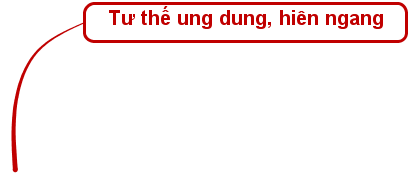 Tư thế ung dung, hiên ngang